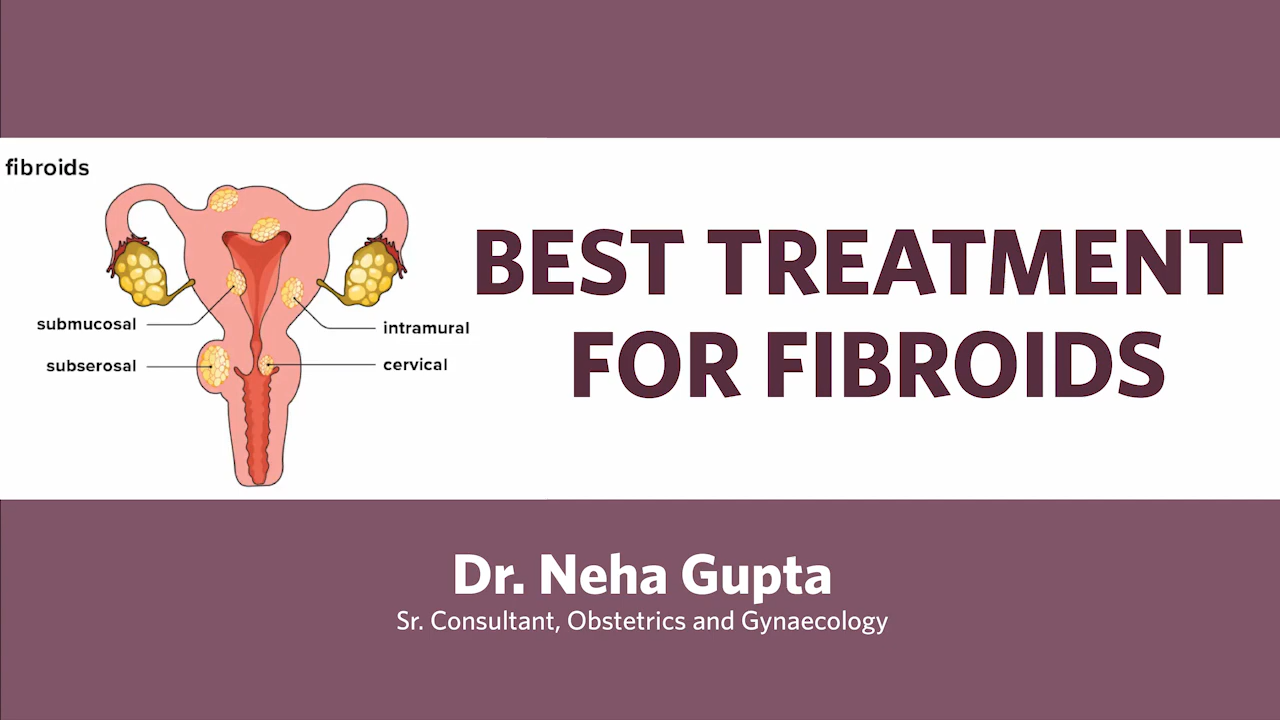 fibroids
submucosal
subserosal
intramural
cervical
BEST TREATMENT
FOR FIBROIDS
Dr. Neha Gupta
Sr. Consultant, Obstetrics and Gynaecology